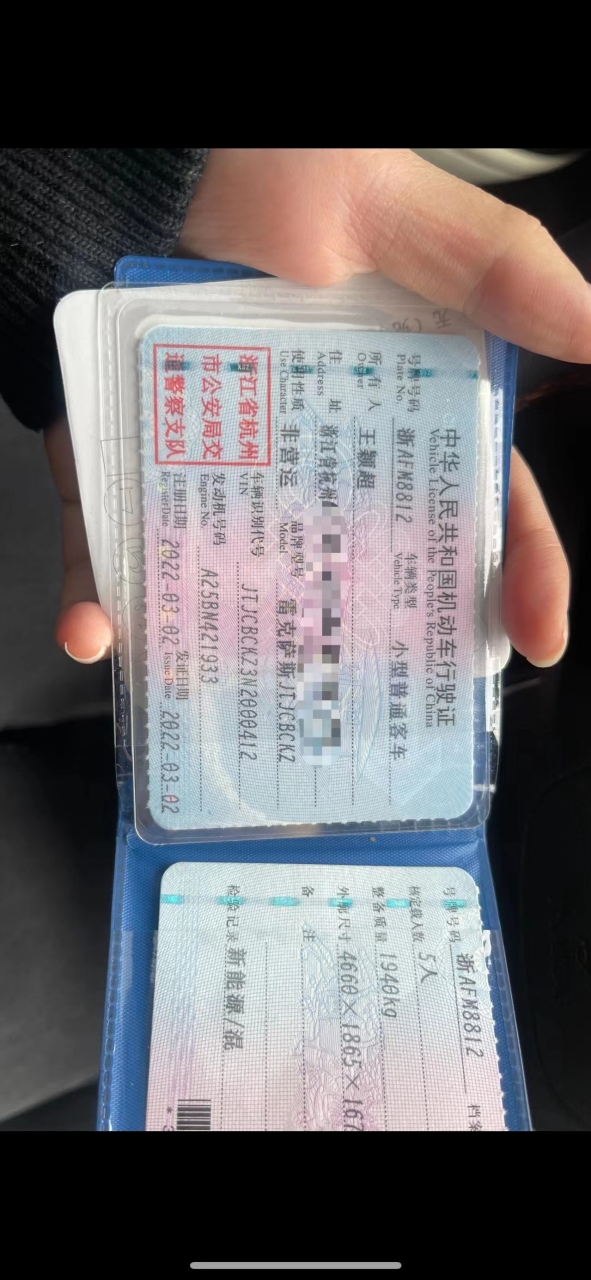 中华人民共和国机动车行驶证
Vehicle License of the People's Republic of China
号牌号码 浙AFM8812 车辆类型 小型普通客车
Plate No. Vehicle Type
所有人 王颖超
Owner
住址 浙江省杭州
Address
使用性质 非营运 品牌型号 雷克萨斯JTJCBCKZ
Use Character Model
浙江省杭州
市公安局交
通警察支队
车辆识别代号 JTJCBCKZ3N2000412
VIN
发动机号码 A25BN421933
Engine No.
注册日期 2022-03-02 发证日期 2022-03-02
Register Date Issue Date
号牌号码 浙AFM8812 档案
核定载人数 5人
整备质量 1940kg
外廓尺寸 4660×1865×167
备注
检验记录 新能源/混